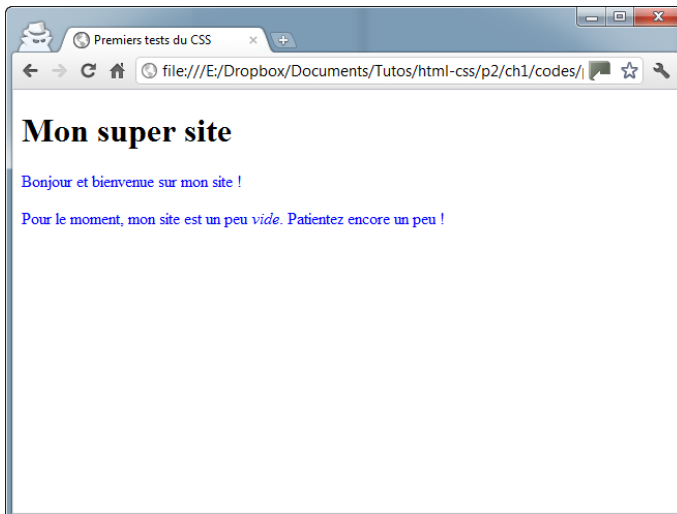 Premiers tests du CSS
file:///E:/Dropbox/Documents/Tutos/html-css/p2/ch1/codes/
Mon super site
Bonjour et bienvenue sur mon site !
Pour le moment, mon site est un peu vide. Patientez encore un peu !